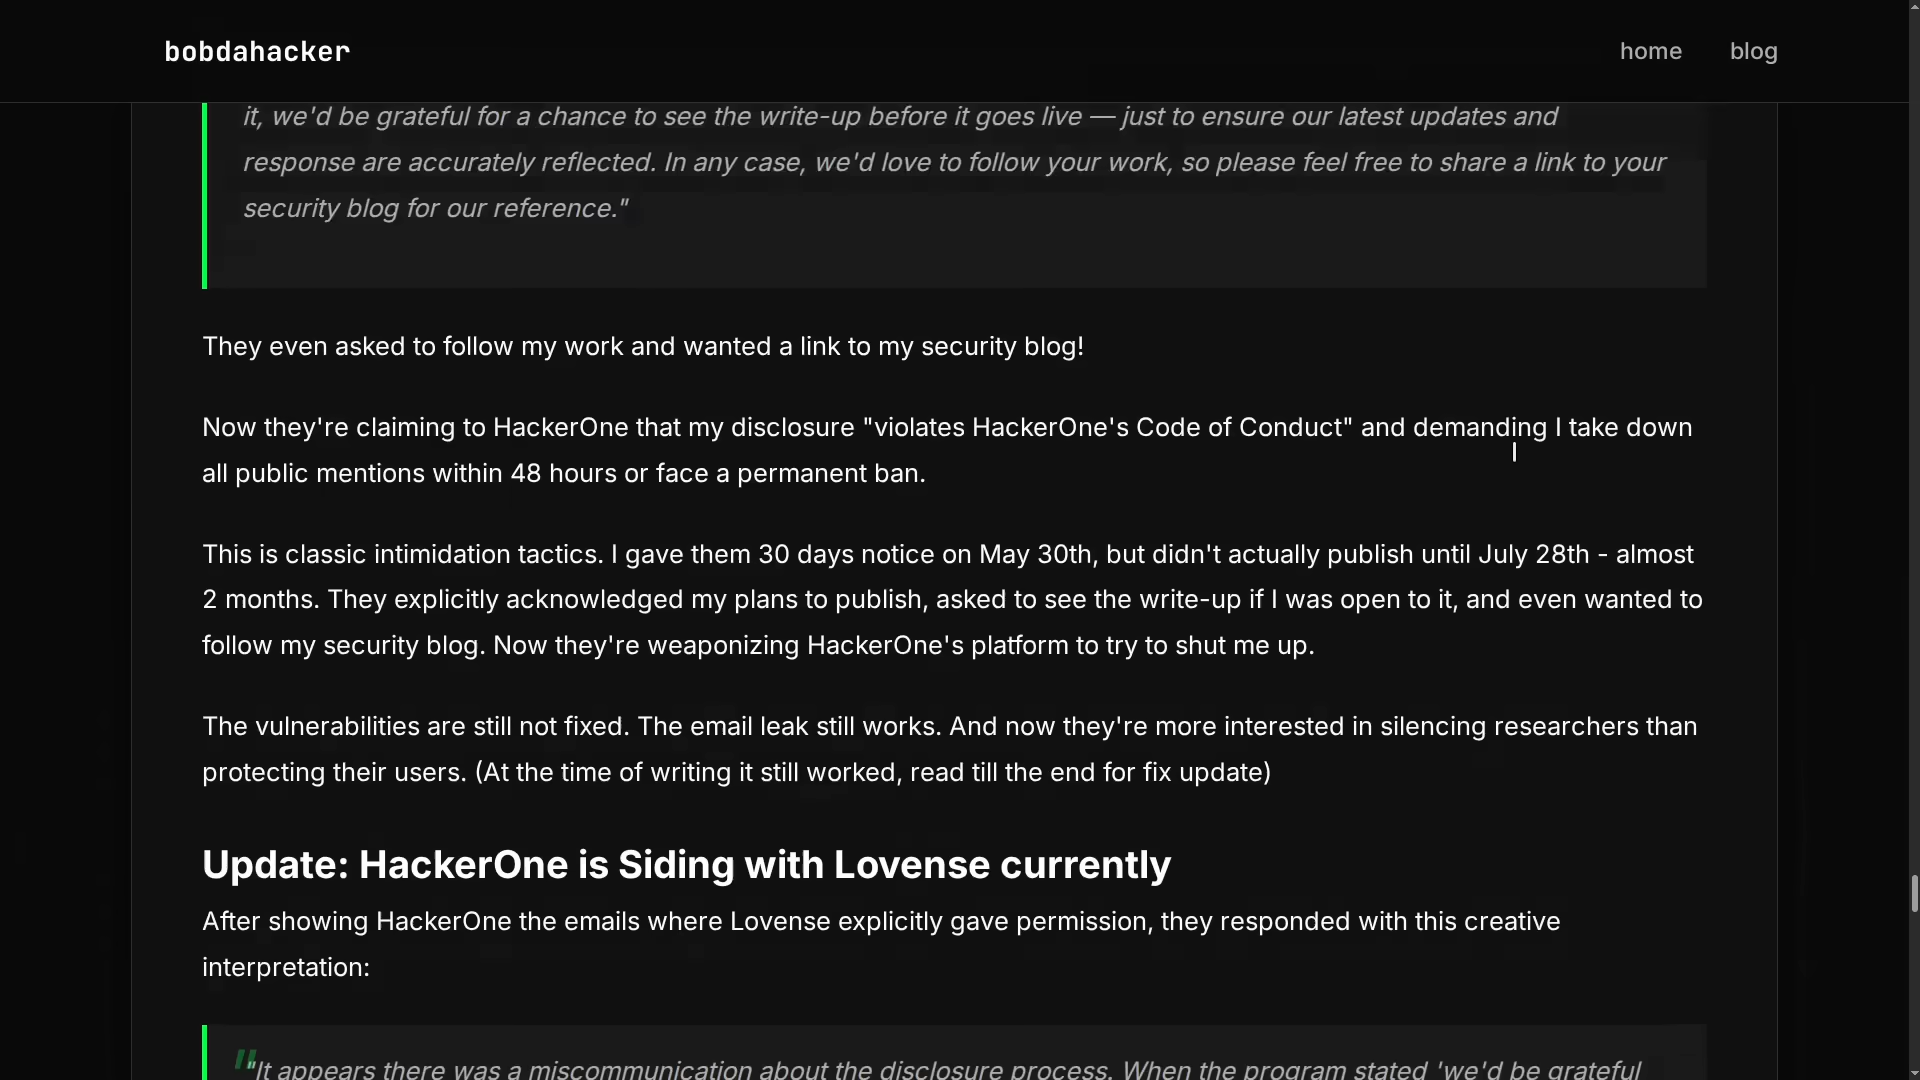 bobdahacker
home
blog
it, we'd be grateful for a chance to see the write-up before it goes live — just to ensure our latest updates and
response are accurately reflected. In any case, we'd love to follow your work, so please feel free to share a link to your
security blog for our reference."
They even asked to follow my work and wanted a link to my security blog!
Now they're claiming to HackerOne that my disclosure "violates HackerOne's Code of Conduct" and demanding I take down
all public mentions within 48 hours or face a permanent ban.
This is classic intimidation tactics. I gave them 30 days notice on May 30th, but didn't actually publish until July 28th - almost
2 months. They explicitly acknowledged my plans to publish, asked to see the write-up if I was open to it, and even wanted to
follow my security blog. Now they're weaponizing HackerOne's platform to try to shut me up.
The vulnerabilities are still not fixed. The email leak still works. And now they're more interested in silencing researchers than
protecting their users. (At the time of writing it still worked, read till the end for fix update)
Update: HackerOne is Siding with Lovense currently
After showing HackerOne the emails where Lovense explicitly gave permission, they responded with this creative
interpretation:
"It appears there was a miscommunication about the disclosure process. When the program stated 'we'd be grateful